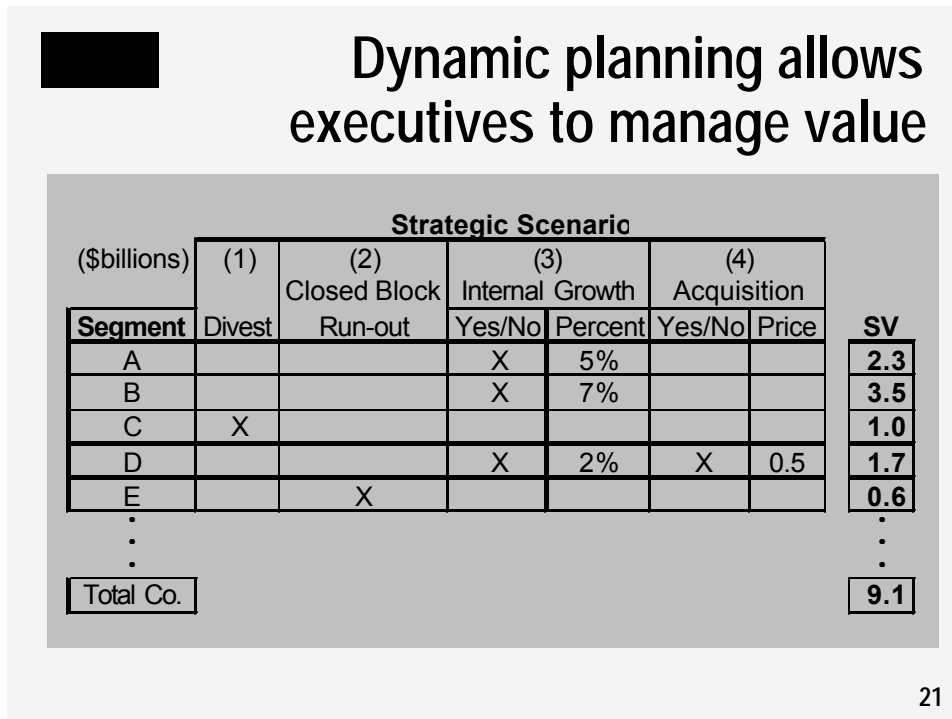 Dynamic planning allows
executives to manage value
Strategic Scenario
($billions) (1) (2) (3) (4)
Closed Block Internal Growth Acquisition
Segment Divest Run-out Yes/No Percent Yes/No Price SV
A X 5% 2.3
B X 7% 3.5
C X 1.0
D X 2% X 0.5 1.7
E X 0.6
Total Co. 9.1
21